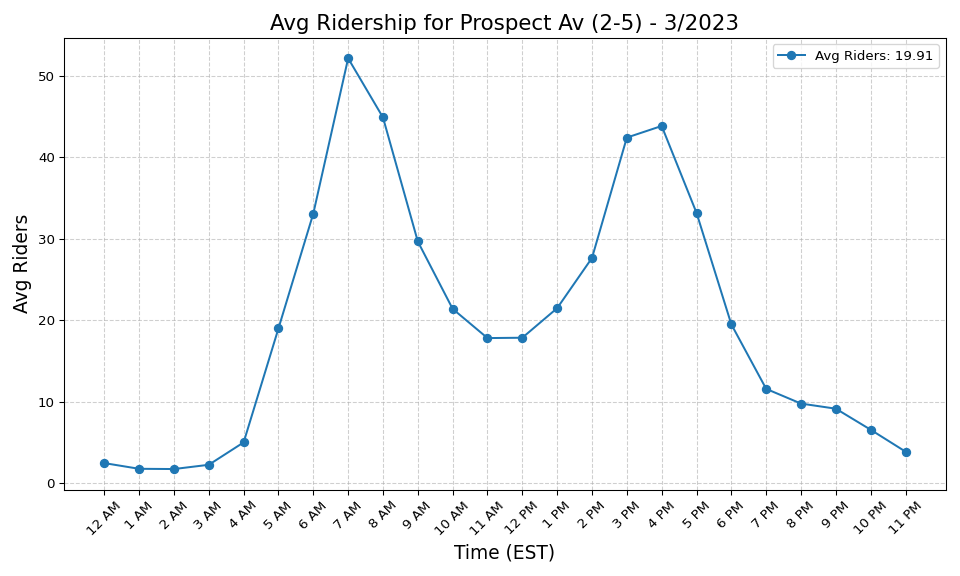 Avg Ridership for Prospect Av (2-5) - 3/2023
Avg Riders: 19.91
Avg Riders
50
40
30
20
10
0
12 AM
1 AM
2 AM
3 AM
4 AM
5 AM
6 AM
7 AM
8 AM
9 AM
10 AM
11 AM
12 PM
1 PM
2 PM
3 PM
4 PM
5 PM
6 PM
7 PM
8 PM
9 PM
10 PM
11 PM
Time (EST)